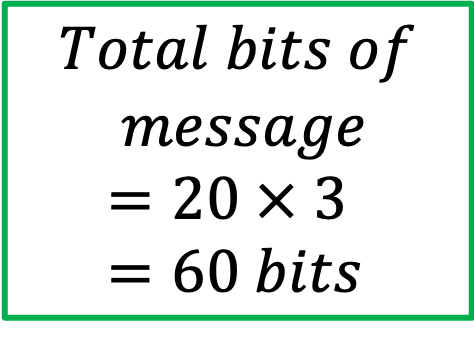 Total bits of
message
= 20 × 3
= 60 bits